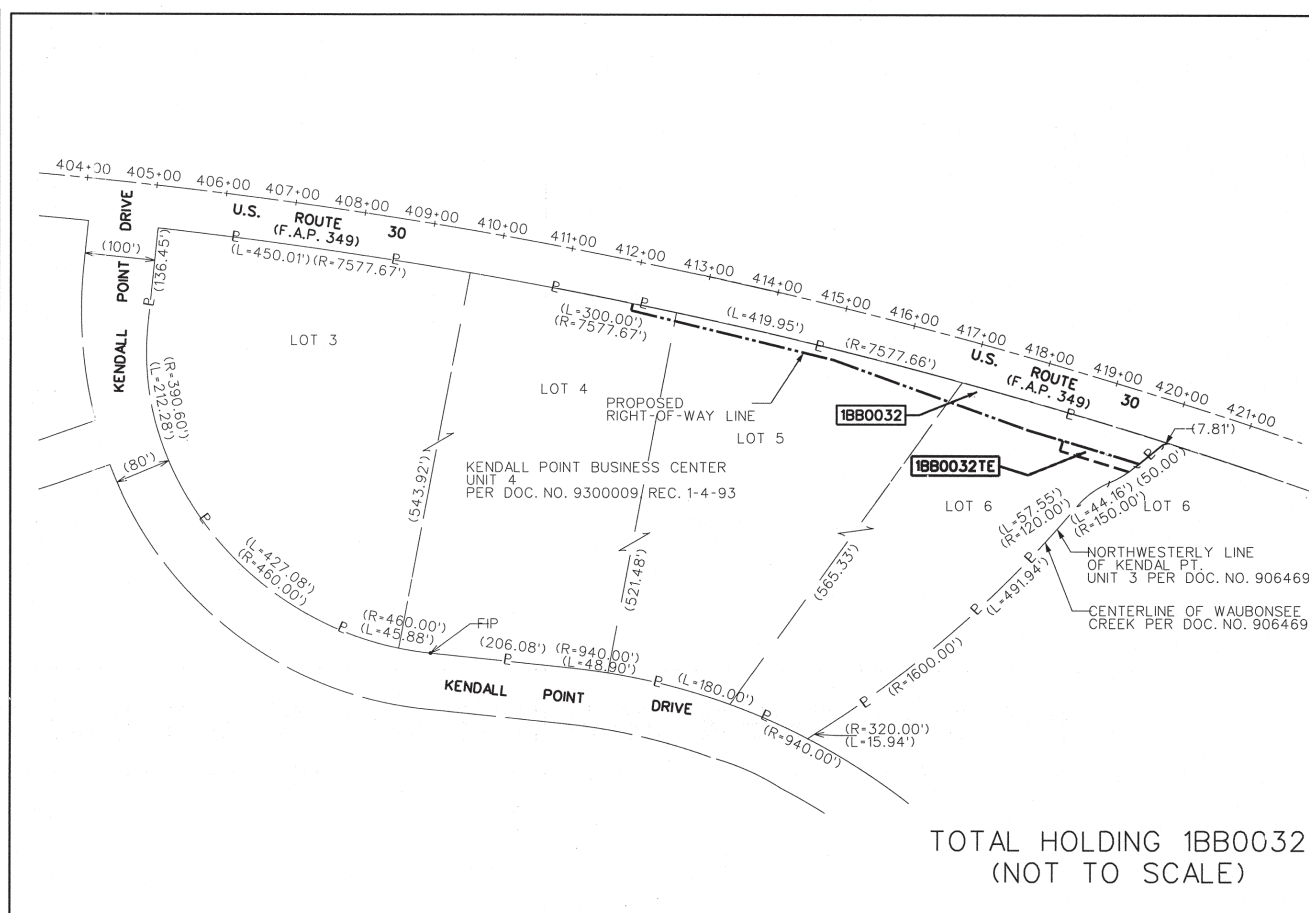 404+00
405+00
406+00
407+00
408+00
409+00
410+00
411+00
412+00
413+00
414+00
415+00
416+00
417+00
418+00
419+00
420+00
421+00
U.S. ROUTE 30
(F.A.P. 349)
U.S. ROUTE 30
(F.A.P. 349)
KENDALL POINT DRIVE
(100')
(136.45')
(L=450.01') (R=7577.67')
(L=300.00')
(R=7577.67')
(L=419.95')
(R=7577.66')
LOT 3
LOT 4
PROPOSED
RIGHT-OF-WAY LINE
LOT 5
1BB0032
1BB0032TE
(7.81')
(50.00')
LOT 6
LOT 6
(L=57.55')
(R=120.00')
(L=44.16')
(R=150.00')
(R=390.60')
(L=212.28')
(80')
(543.92')
KENDALL POINT BUSINESS CENTER
UNIT 4
PER DOC. NO. 9300009, REC. 1-4-93
(521.48')
(565.33')
NORTHWESTERLY LINE
OF KENDAL PT.
UNIT 3 PER DOC. NO. 906469
CENTERLINE OF WAUBONSEE
CREEK PER DOC. NO. 906469
(L=491.94')
(R=1600.00')
(L=427.08')
(R=460.00')
(R=460.00')
(L=45.88')
FIP
(206.08')
(R=940.00')
(L=48.90')
(L=180.00')
KENDALL POINT DRIVE
(R=940.00')
(R=320.00')
(L=15.94')
TOTAL HOLDING 1BB0032
(NOT TO SCALE)